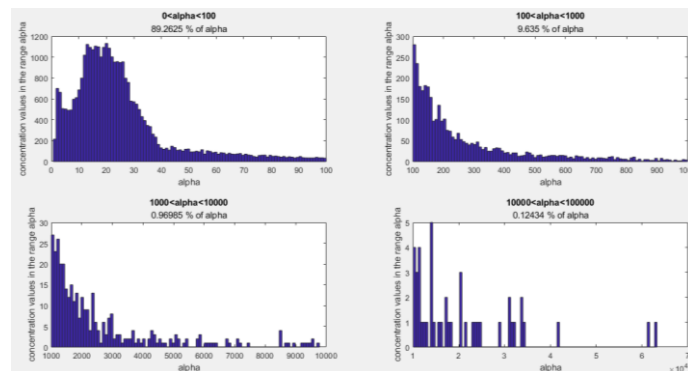 0<alpha<100
89.2625 % of alpha
concentration values in the range alpha
1200
1000
800
600
400
200
0
0 10 20 30 40 50 60 70 80 90 100
alpha
100<alpha<1000
9.635 % of alpha
concentration values in the range alpha
300
250
200
150
100
50
0
100 200 300 400 500 600 700 800 900 1000
alpha
1000<alpha<10000
0.96985 % of alpha
concentration values in the range alpha
30
25
20
15
10
5
0
1000 2000 3000 4000 5000 6000 7000 8000 9000 10000
alpha
10000<alpha<100000
0.12434 % of alpha
concentration values in the range alpha
5
4
3
2
1
0
1 2 3 4 5 6 7
alpha